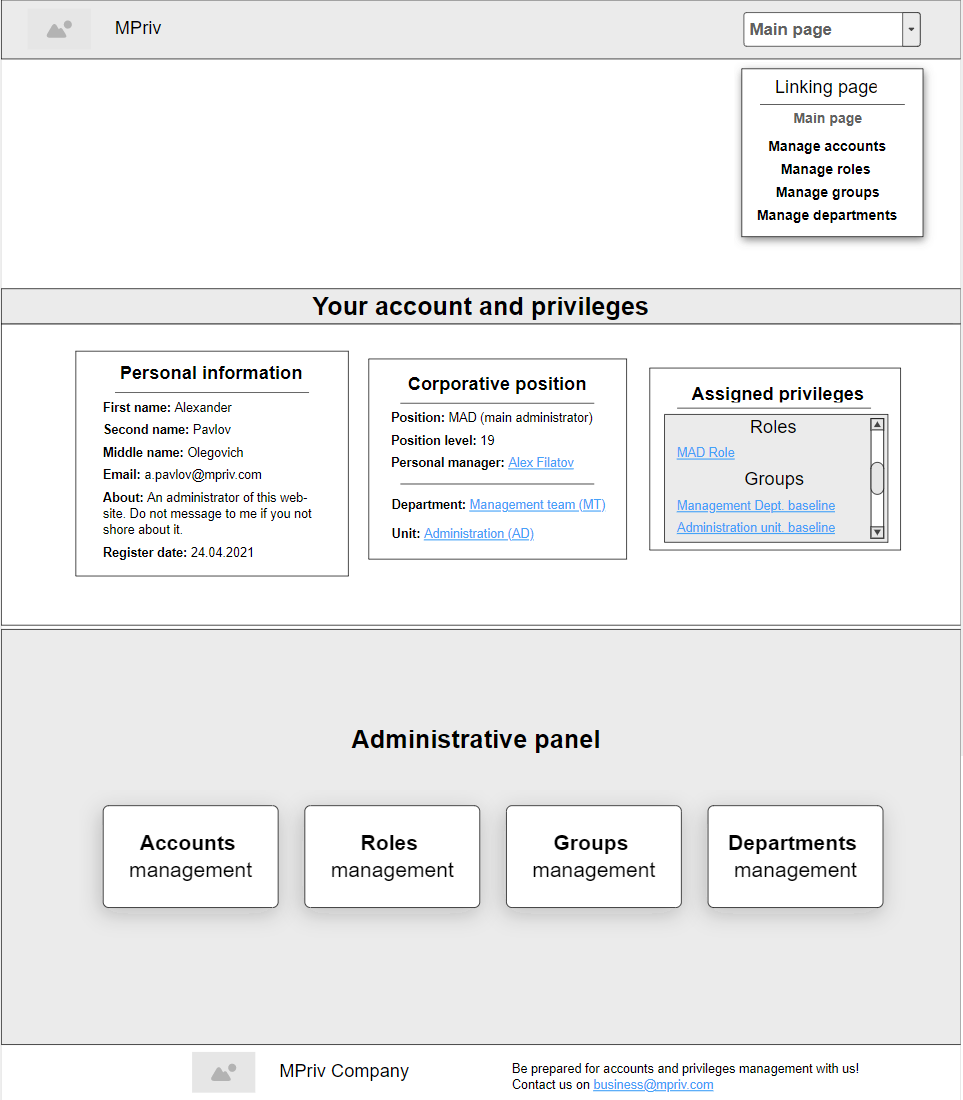 MPriv
Main page
Linking page
Main page
Manage accounts
Manage roles
Manage groups
Manage departments
Your account and privileges
Personal information
First name: Alexander
Second name: Pavlov
Middle name: Olegovich
Email: a.pavlov@mpriv.com
About: An administrator of this web-
site. Do not message to me if you not
shore about it.
Register date: 24.04.2021
Corporative position
Position: MAD (main administrator)
Position level: 19
Personal manager: Alex Filatov
Department: Management team (MT)
Unit: Administration (AD)
Assigned privileges
Roles
MAD Role
Groups
Management Dept. baseline
Administration unit. baseline
Administrative panel
Accounts
management
Roles
management
Groups
management
Departments
management
MPriv Company
Be prepared for accounts and privileges management with us!
Contact us on business@mpriv.com